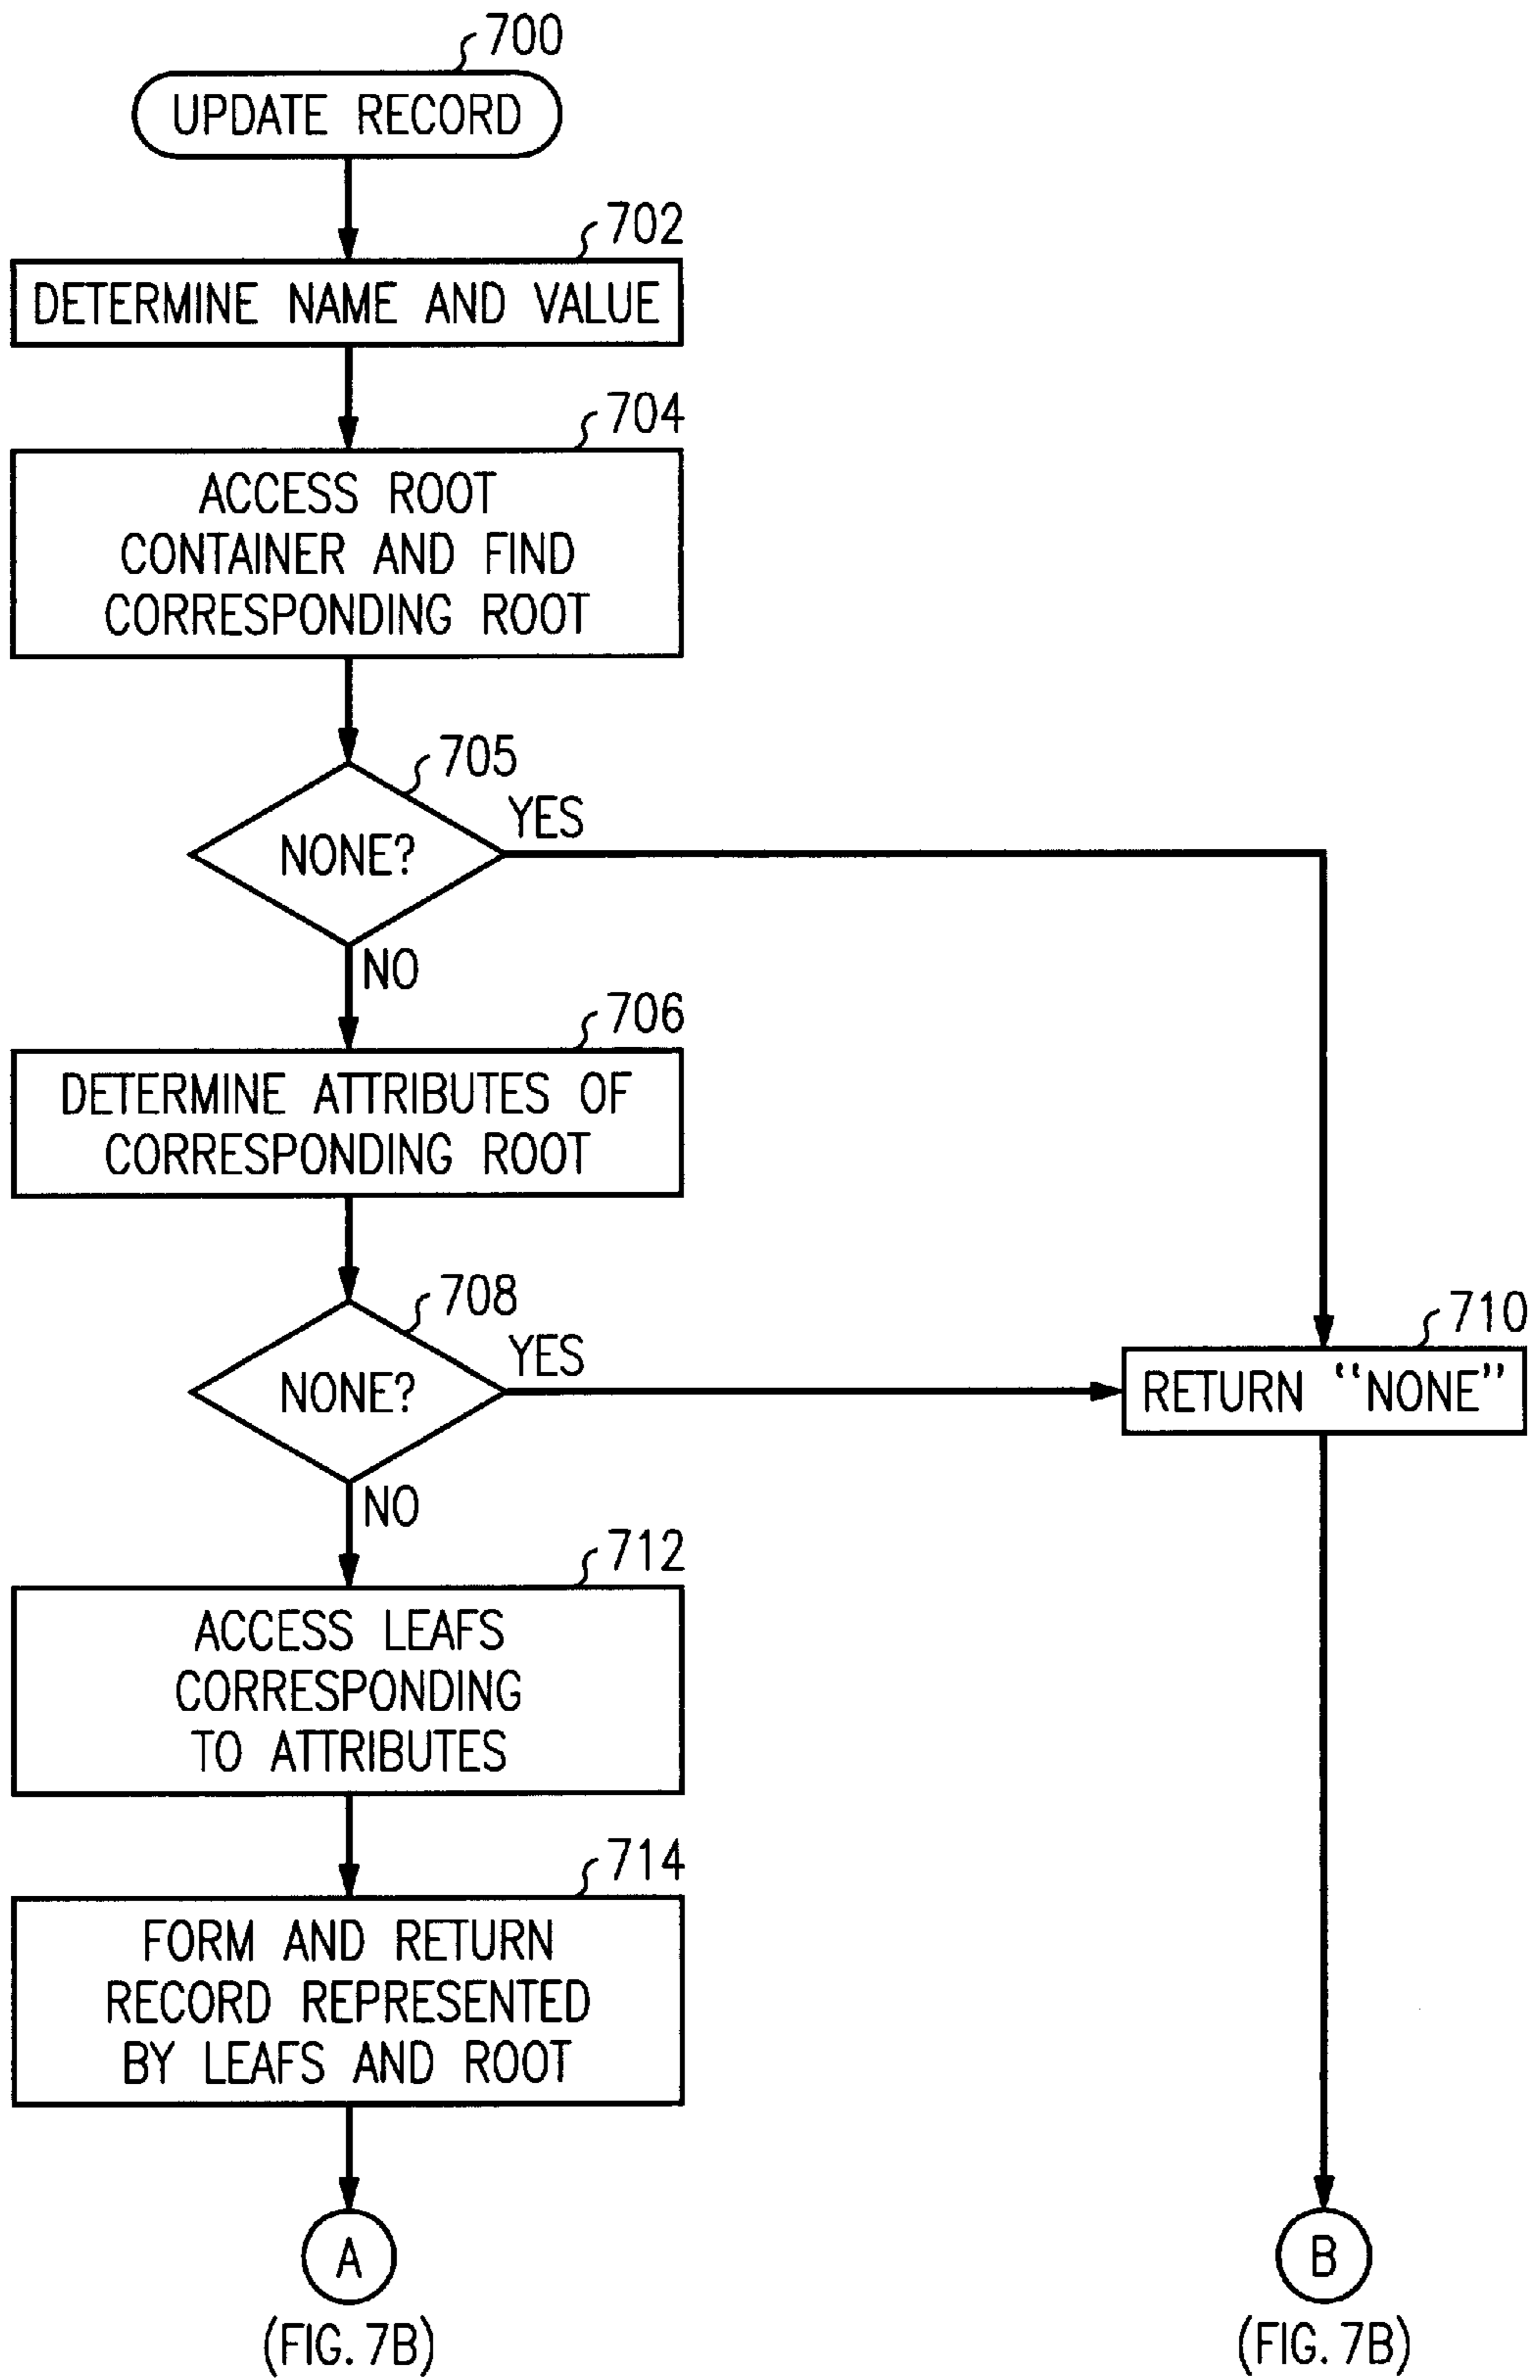 700
UPDATE RECORD
702
DETERMINE NAME AND VALUE
704
ACCESS ROOT
CONTAINER AND FIND
CORRESPONDING ROOT
705
NONE?
YES
NO
706
DETERMINE ATTRIBUTES OF
CORRESPONDING ROOT
708
NONE?
YES
NO
710
RETURN “NONE”
712
ACCESS LEAFS
CORRESPONDING
TO ATTRIBUTES
714
FORM AND RETURN
RECORD REPRESENTED
BY LEAFS AND ROOT
A
(FIG. 7B)
B
(FIG. 7B)